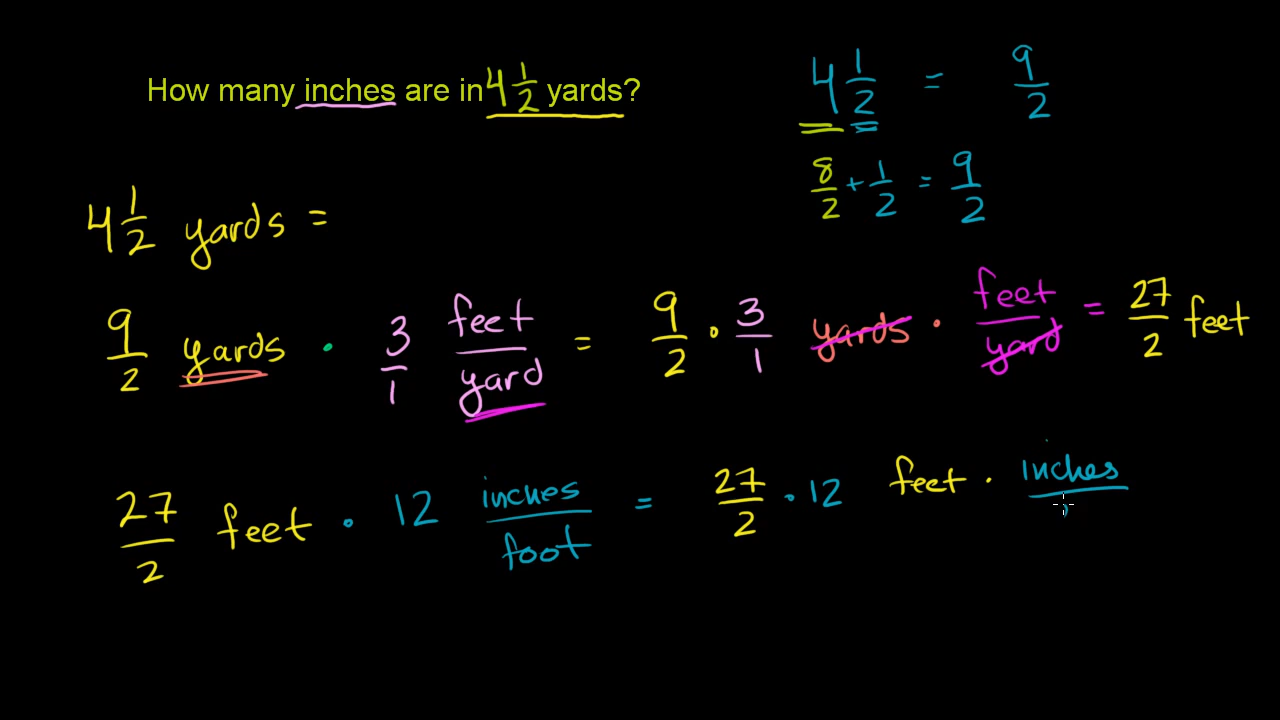 How many inches are in 4 1/2 yards?
4 1/2 = 9/2
8/2 + 1/2 = 9/2
4 1/2 yards =
9/2 yards · 3/1 feet/yard = 9/2 · 3/1 yards · feet/yard = 27/2 feet
27/2 feet · 12 inches/foot = 27/2 · 12 feet · inches/